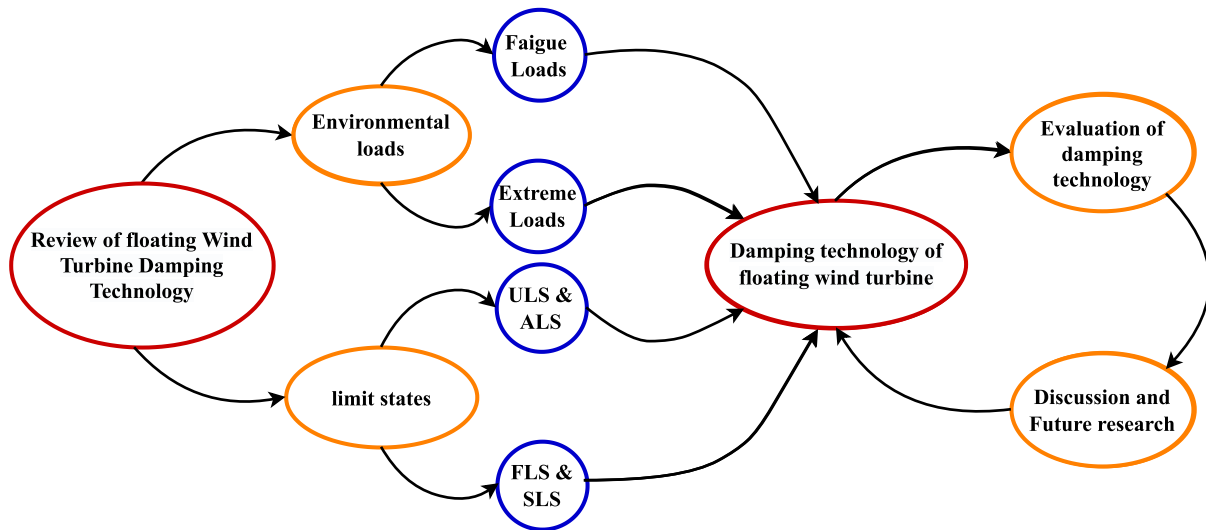 Review of floating Wind
Turbine Damping
Technology
Environmental
loads
limit states
Faigue
Loads
Extreme
Loads
ULS &
ALS
FLS &
SLS
Damping technology of
floating wind turbine
Evaluation of
damping
technology
Discussion and
Future research